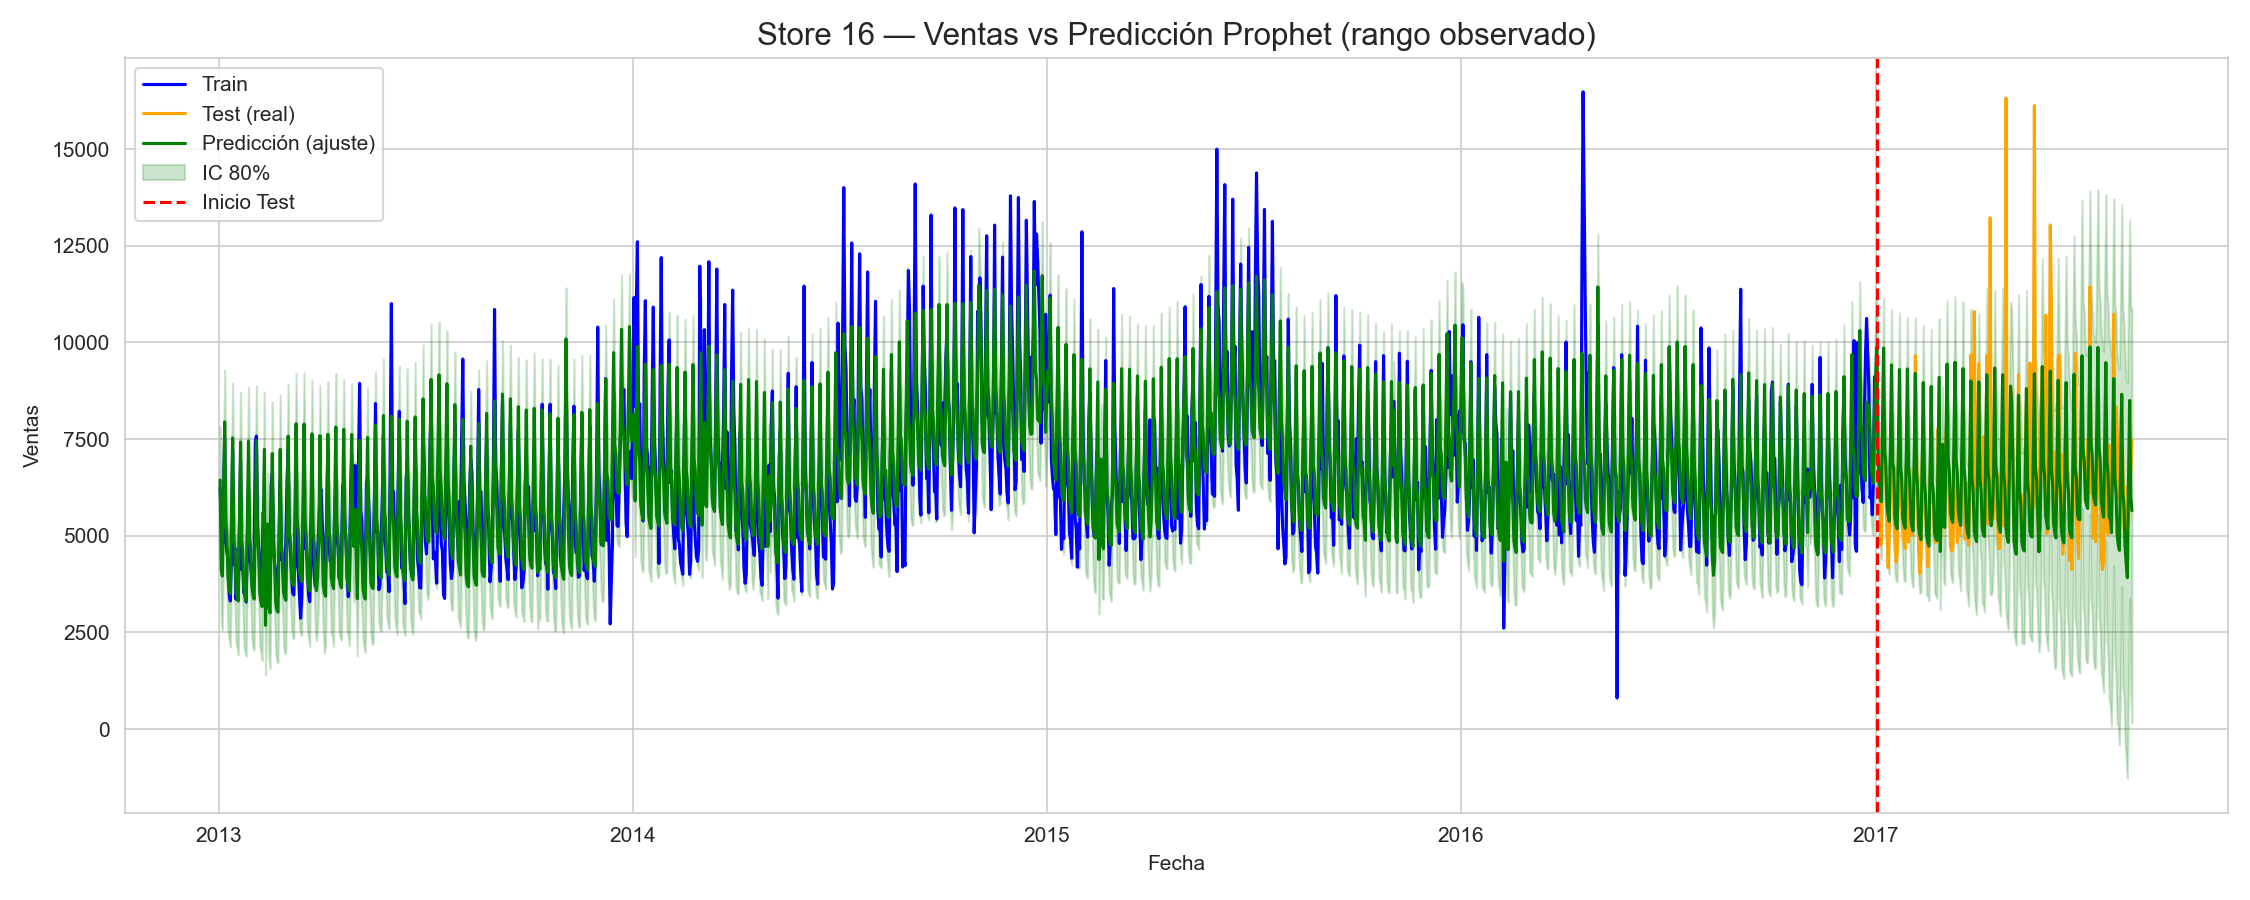 Store 16 — Ventas vs Predicción Prophet (rango observado)
Train
Test (real)
Predicción (ajuste)
IC 80%
Inicio Test
Ventas
15000
12500
10000
7500
5000
2500
0
2013
2014
2015
2016
2017
Fecha